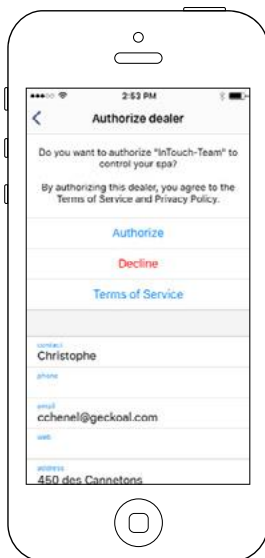 2:53 PM
Authorize dealer
Do you want to authorize "InTouch-Team" to
control your spa?
By authorizing this dealer, you agree to the
Terms of Service and Privacy Policy.
Authorize
Decline
Terms of Service
contact
Christophe
phone
email
cchenel@geckoal.com
web
address
450 des Cannetons